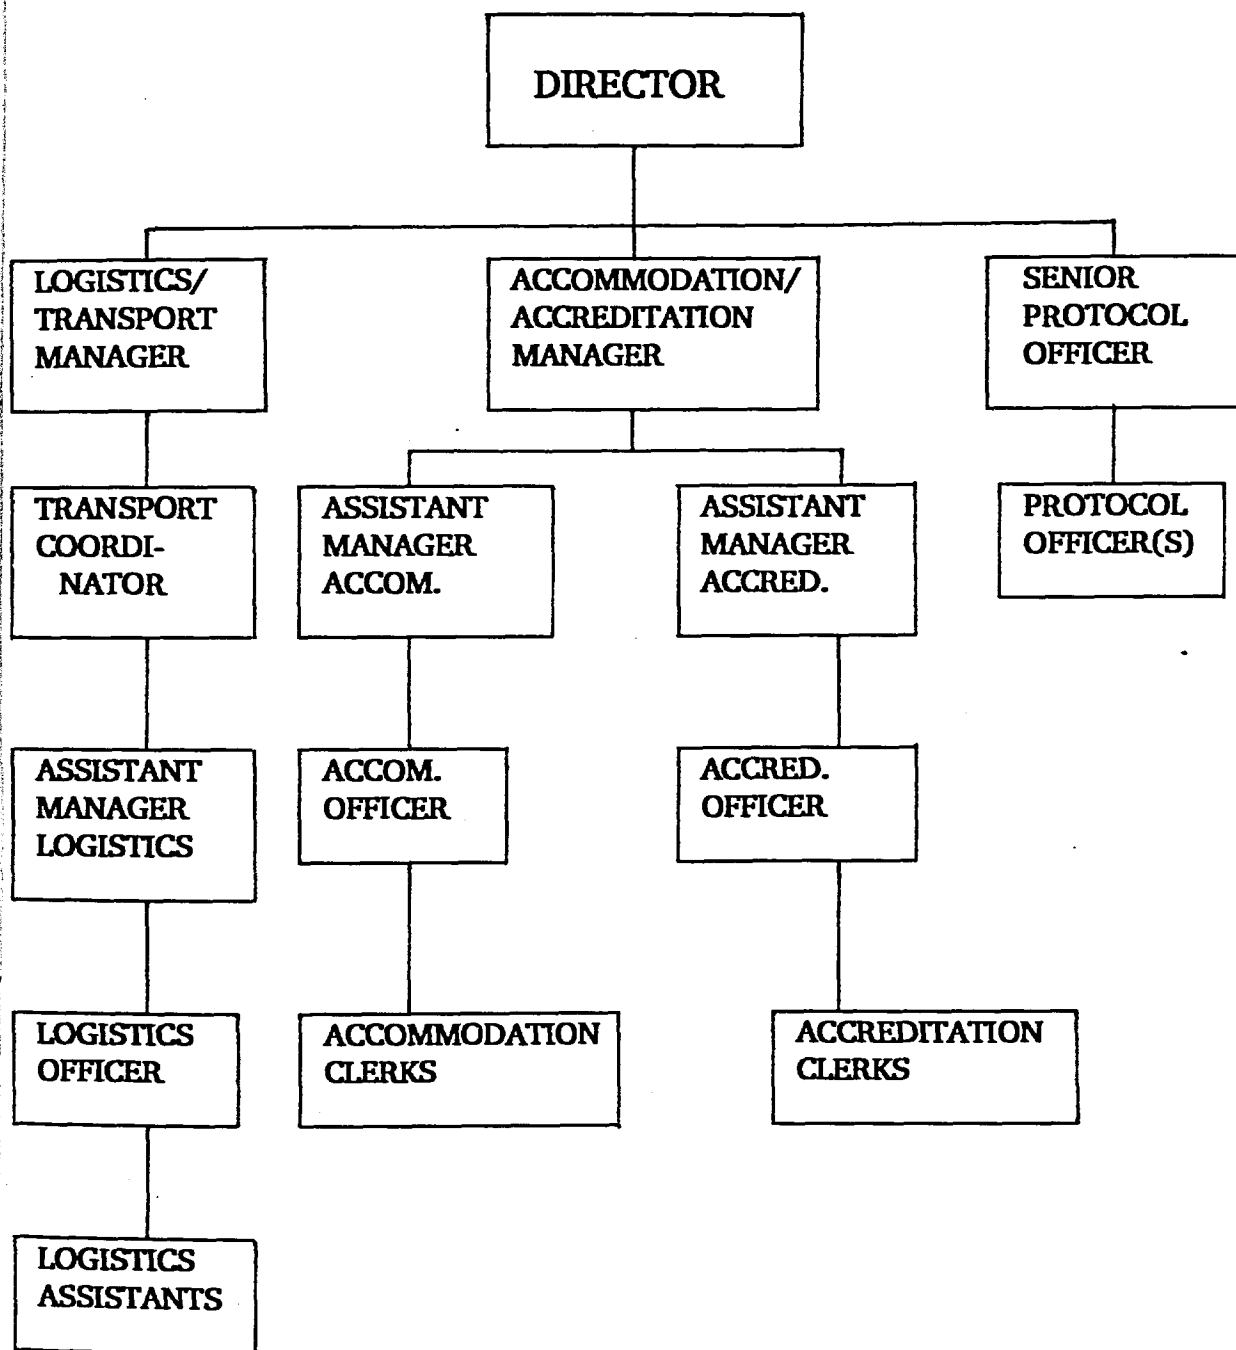 DIRECTOR
LOGISTICS/
TRANSPORT
MANAGER
ACCOMMODATION/
ACCREDITATION
MANAGER
SENIOR
PROTOCOL
OFFICER
TRANSPORT
COORDI-
NATOR
ASSISTANT
MANAGER
ACCOM.
ASSISTANT
MANAGER
ACCRED.
PROTOCOL
OFFICER(S)
ASSISTANT
MANAGER
LOGISTICS
ACCOM.
OFFICER
ACCRED.
OFFICER
LOGISTICS
OFFICER
ACCOMMODATION
CLERKS
ACCREDITATION
CLERKS
LOGISTICS
ASSISTANTS